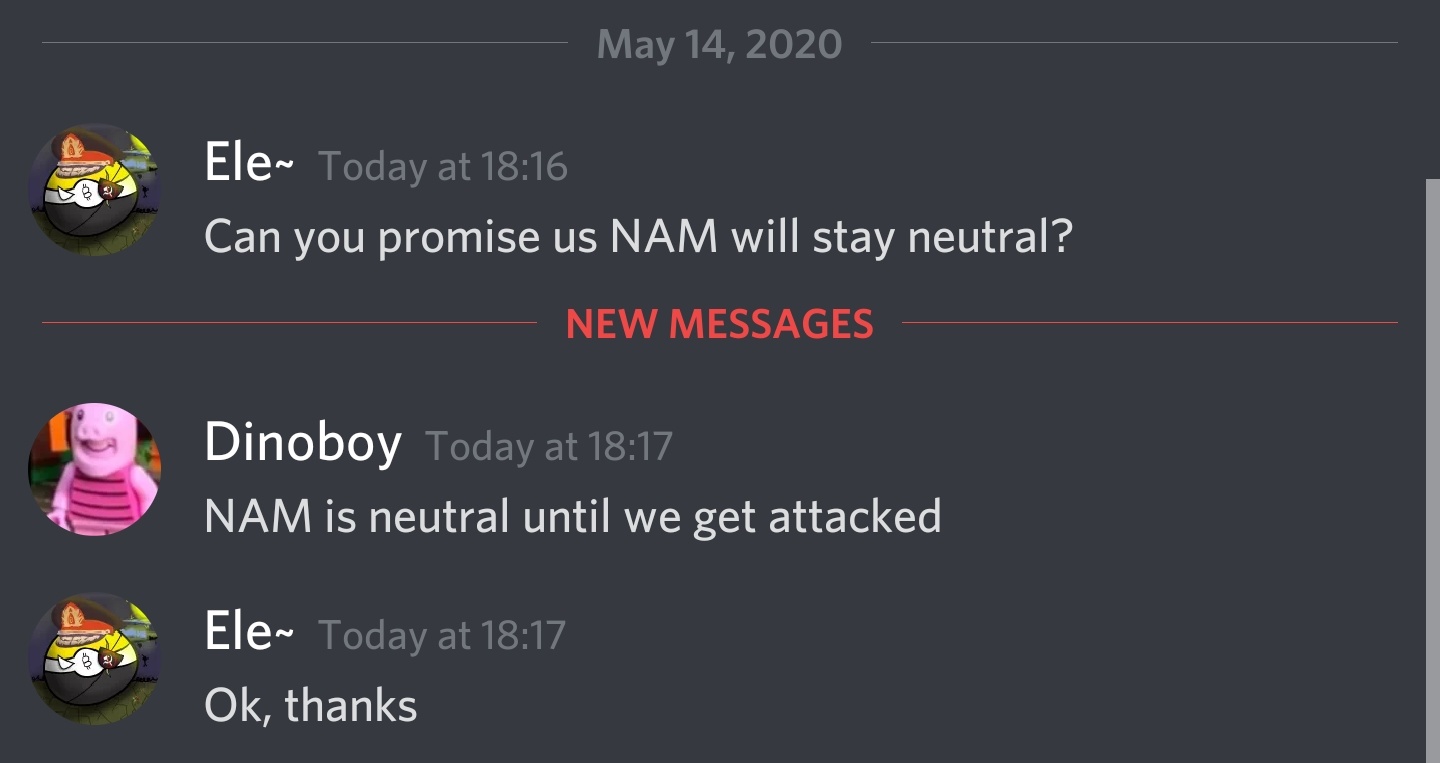 May 14, 2020
Ele~ Today at 18:16
Can you promise us NAM will stay neutral?
NEW MESSAGES
Dinoboy Today at 18:17
NAM is neutral until we get attacked
Ele~ Today at 18:17
Ok, thanks